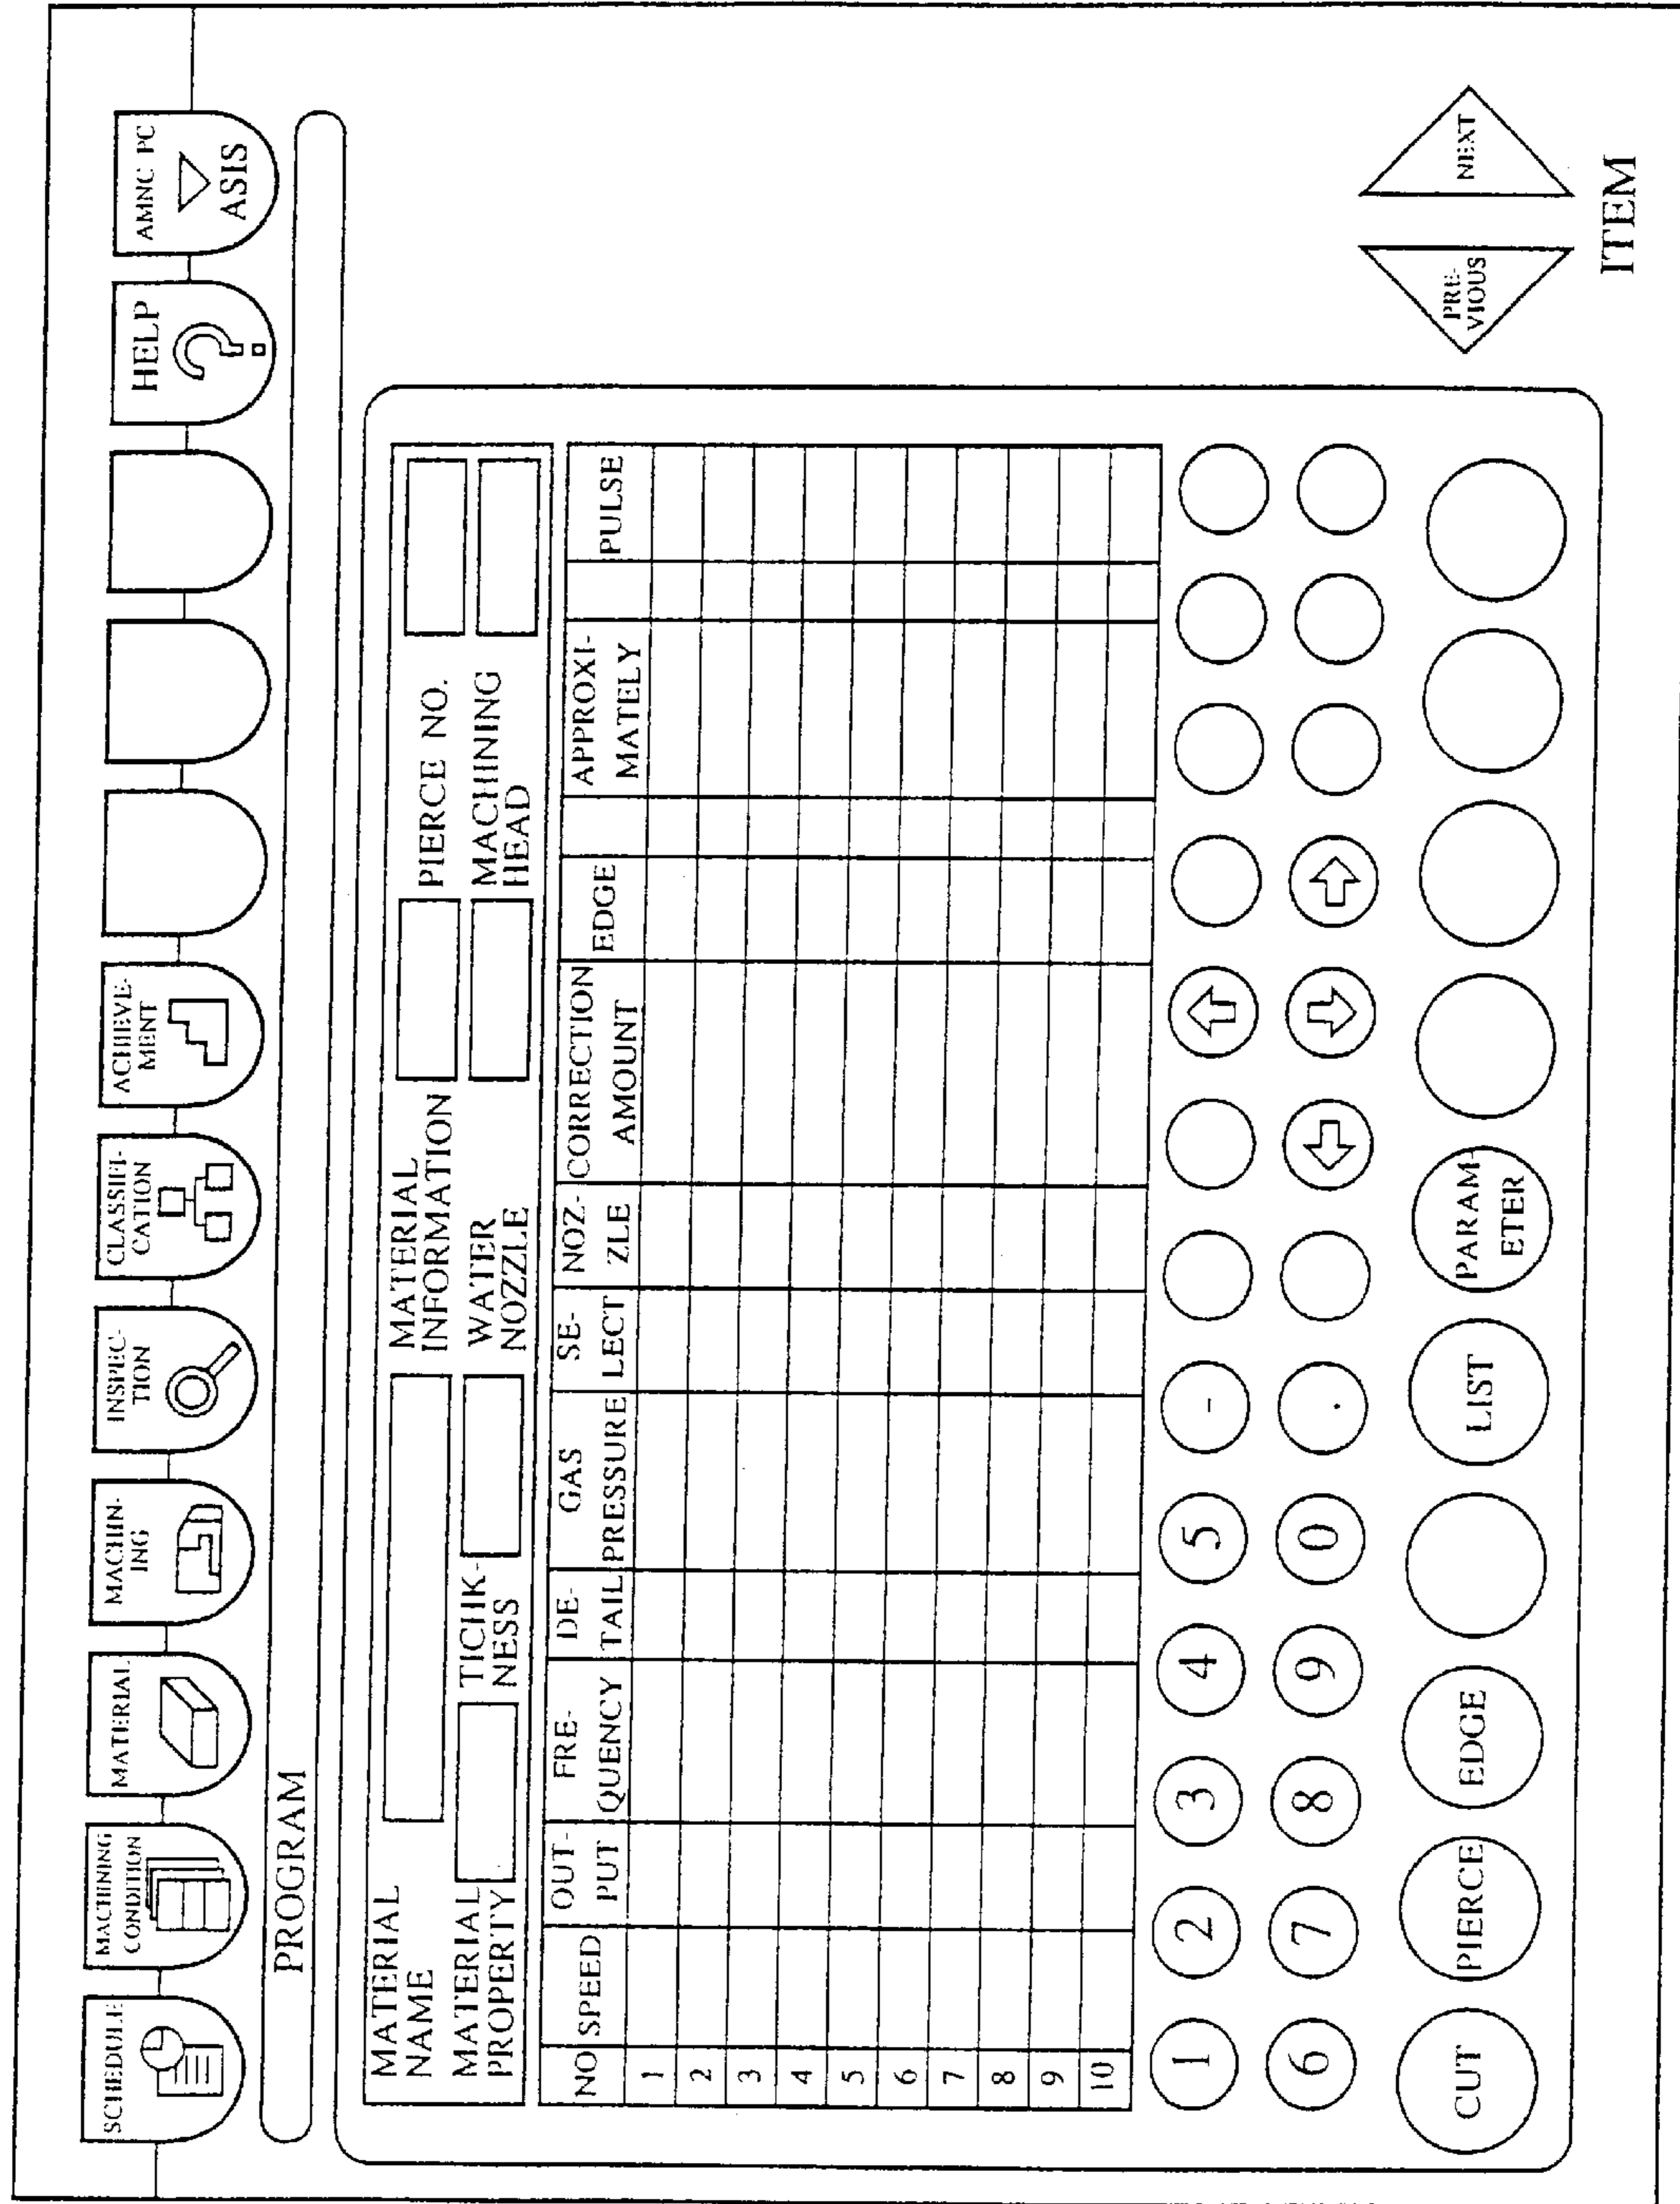 SCHEDULE
MACHINING
CONDITION
MATERIAL
MACHIN-
ING
INSPEC-
TION
CLASSIFI-
CATION
ACHIEVE-
MENT
HELP
AMNC PC
ASIS
PROGRAM
MATERIAL
NAME
MATERIAL
INFORMATION
PIERCE NO.
MATERIAL
PROPERTY
TICHK-
NESS
WATER
NOZZLE
MACHINING
HEAD
NO SPEED OUT- FRE- DE- GAS SE- NOZ- CORRECTION EDGE APPROXI- PULSE
PUT QUENCY TAIL PRESSURE LECT ZLE AMOUNT MATELY
1
2
3
4
5
6
7
8
9
10
1 2 3 4 5 -
6 7 8 9 0 .
CUT PIERCE EDGE LIST PARAM-
ETER
PRE-
VIOUS
NEXT
ITEM